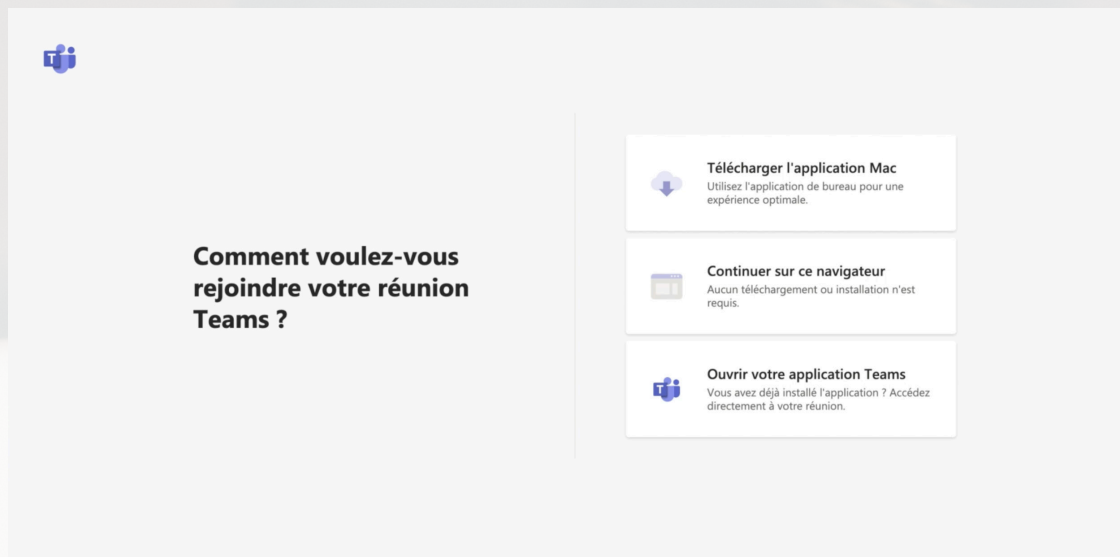 Comment voulez-vous
rejoindre votre réunion
Teams ?
Télécharger l'application Mac
Utilisez l'application de bureau pour une
expérience optimale.
Continuer sur ce navigateur
Aucun téléchargement ou installation n'est
requis.
Ouvrir votre application Teams
Vous avez déjà installé l'application ? Accédez
directement à votre réunion.